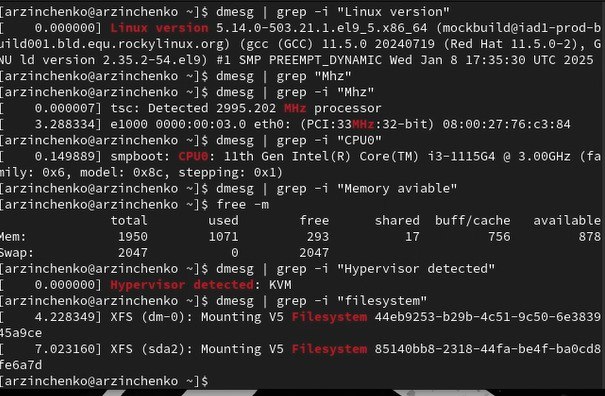 [arzinchenko@arzinchenko ~]$ dmesg | grep -i "Linux version"
[    0.000000] Linux version 5.14.0-503.21.1.el9_5.x86_64 (mockbuild@iad1-prod-b
uild001.bld.equ.rockylinux.org) (gcc (GCC) 11.5.0 20240719 (Red Hat 11.5.0-2), G
NU ld version 2.35.2-54.el9) #1 SMP PREEMPT_DYNAMIC Wed Jan 8 17:35:30 UTC 2025
[arzinchenko@arzinchenko ~]$ dmesg | grep "Mhz"
[arzinchenko@arzinchenko ~]$ dmesg | grep -i "Mhz"
[    0.000007] tsc: Detected 2995.202 MHz processor
[    3.288334] e1000 0000:00:03.0 eth0: (PCI:33MHz:32-bit) 08:00:27:76:c3:84
[arzinchenko@arzinchenko ~]$ dmesg | grep -i "CPU0"
[    0.149889] smpboot: CPU0: 11th Gen Intel(R) Core(TM) i3-1115G4 @ 3.00GHz (fa
mily: 0x6, model: 0x8c, stepping: 0x1)
[arzinchenko@arzinchenko ~]$ dmesg | grep -i "Memory aviable"
[arzinchenko@arzinchenko ~]$ free -m
total used free shared buff/cache available
Mem: 1950 1071 293 17 756 878
Swap: 2047 0 2047
[arzinchenko@arzinchenko ~]$ dmesg | grep -i "Hypervisor detected"
[    0.000000] Hypervisor detected: KVM
[arzinchenko@arzinchenko ~]$ dmesg | grep -i "filesystem"
[    4.228349] XFS (dm-0): Mounting V5 Filesystem 44eb9253-b29b-4c51-9c50-6e3839
45a9ce
[    7.023160] XFS (sda2): Mounting V5 Filesystem 85140bb8-2318-44fa-be4f-ba0cd8
fe6a7d
[arzinchenko@arzinchenko ~]$